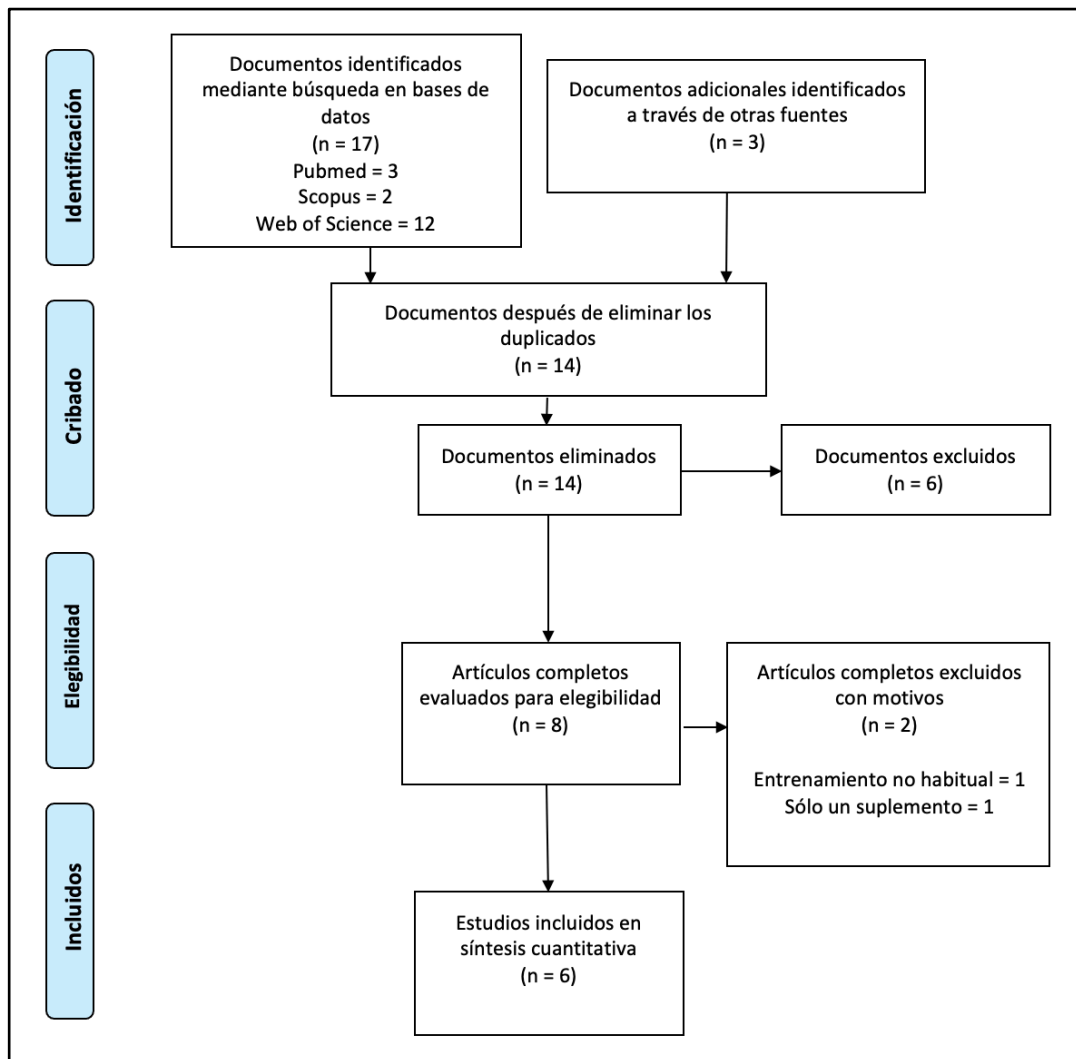 Identificación
Documentos identificados
mediante búsqueda en bases de
datos
(n = 17)
Pubmed = 3
Scopus = 2
Web of Science = 12
Documentos adicionales identificados
a través de otras fuentes
(n = 3)
Cribado
Documentos después de eliminar los
duplicados
(n = 14)
Documentos eliminados
(n = 14)
Documentos excluidos
(n = 6)
Elegibilidad
Artículos completos
evaluados para elegibilidad
(n = 8)
Artículos completos excluidos
con motivos
(n = 2)
Entrenamiento no habitual = 1
Sólo un suplemento = 1
Incluidos
Estudios incluidos en
síntesis cuantitativa
(n = 6)